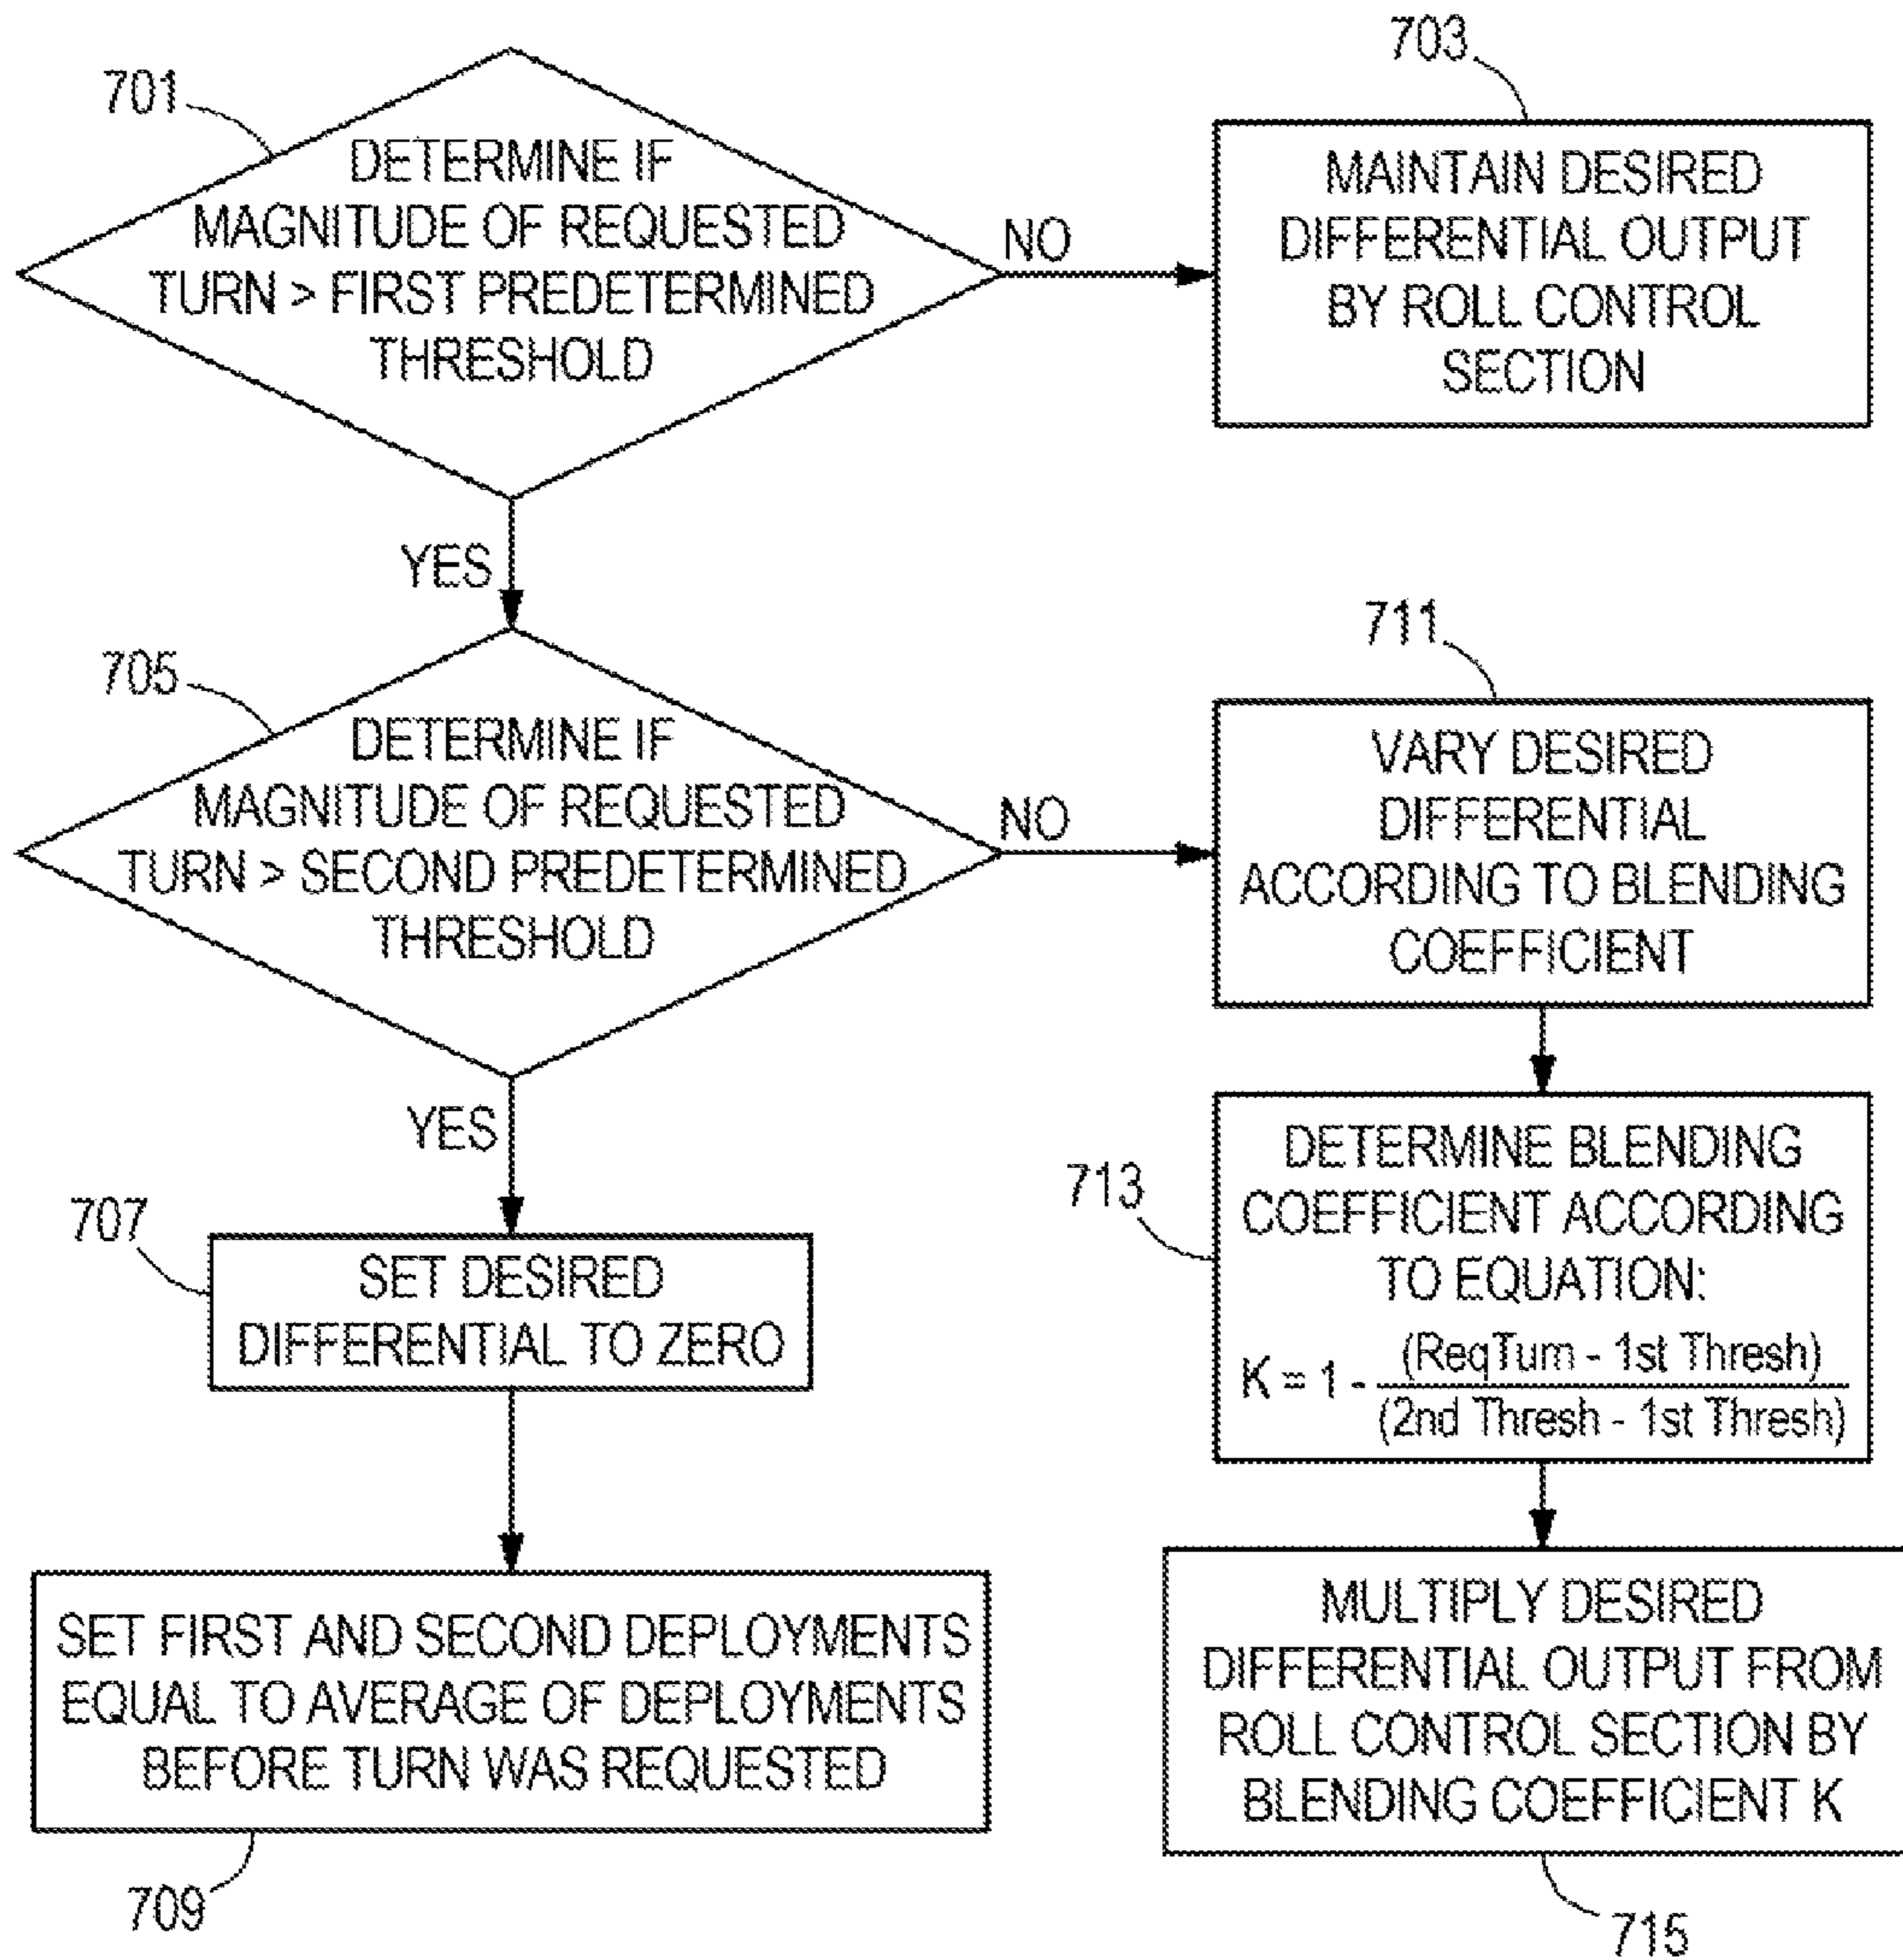 701
DETERMINE IF
MAGNITUDE OF REQUESTED
TURN > FIRST PREDETERMINED
THRESHOLD
NO
703
MAINTAIN DESIRED
DIFFERENTIAL OUTPUT
BY ROLL CONTROL
SECTION
YES
705
DETERMINE IF
MAGNITUDE OF REQUESTED
TURN > SECOND PREDETERMINED
THRESHOLD
NO
711
VARY DESIRED
DIFFERENTIAL
ACCORDING TO BLENDING
COEFFICIENT
YES
707
SET DESIRED
DIFFERENTIAL TO ZERO
713
DETERMINE BLENDING
COEFFICIENT ACCORDING
TO EQUATION:
K = 1 - (ReqTurn - 1st Thresh)
(2nd Thresh - 1st Thresh)
SET FIRST AND SECOND DEPLOYMENTS
EQUAL TO AVERAGE OF DEPLOYMENTS
BEFORE TURN WAS REQUESTED
709
MULTIPLY DESIRED
DIFFERENTIAL OUTPUT FROM
ROLL CONTROL SECTION BY
BLENDING COEFFICIENT K
715